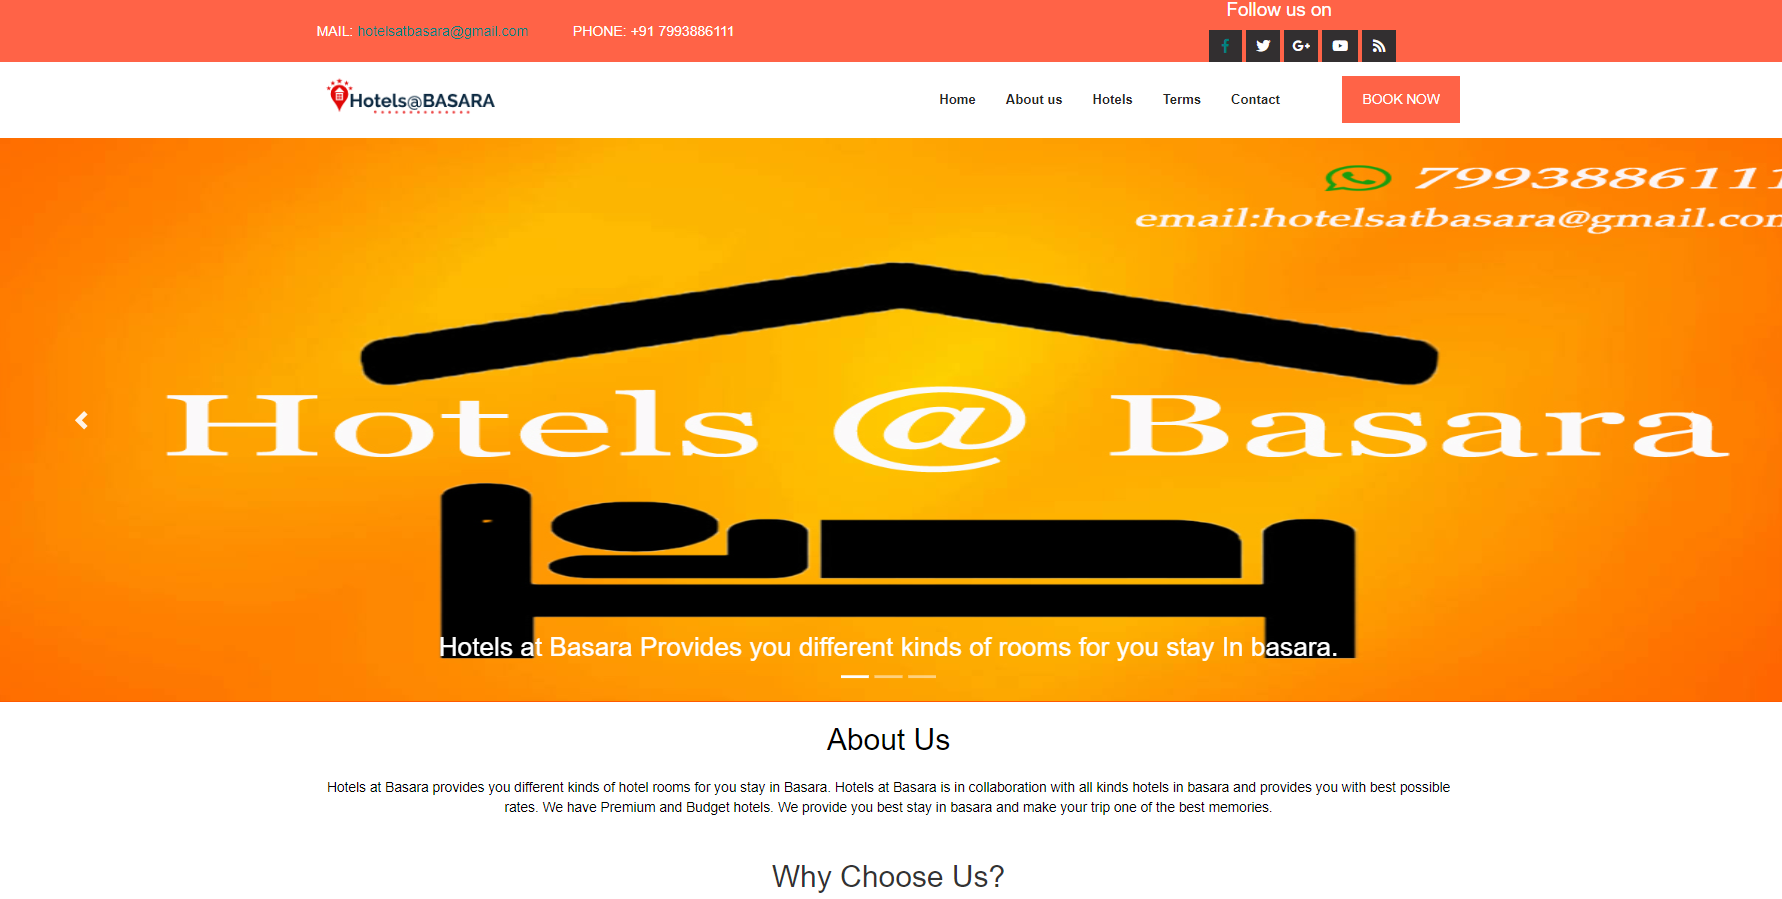 Follow us on
MAIL: hotelsatbasara@gmail.com PHONE: +91 7993886111
Hotels@BASARA
Home About us Hotels Terms Contact BOOK NOW
7993886111
email:hotelsatbasara@gmail.com
Hotels @ Basara
Hotels at Basara Provides you different kinds of rooms for you stay In basara.
About Us
Hotels at Basara provides you different kinds of hotel rooms for you stay in Basara. Hotels at Basara is in collaboration with all kinds hotels in basara and provides you with best possible
rates. We have Premium and Budget hotels. We provide you best stay in basara and make your trip one of the best memories.
Why Choose Us?